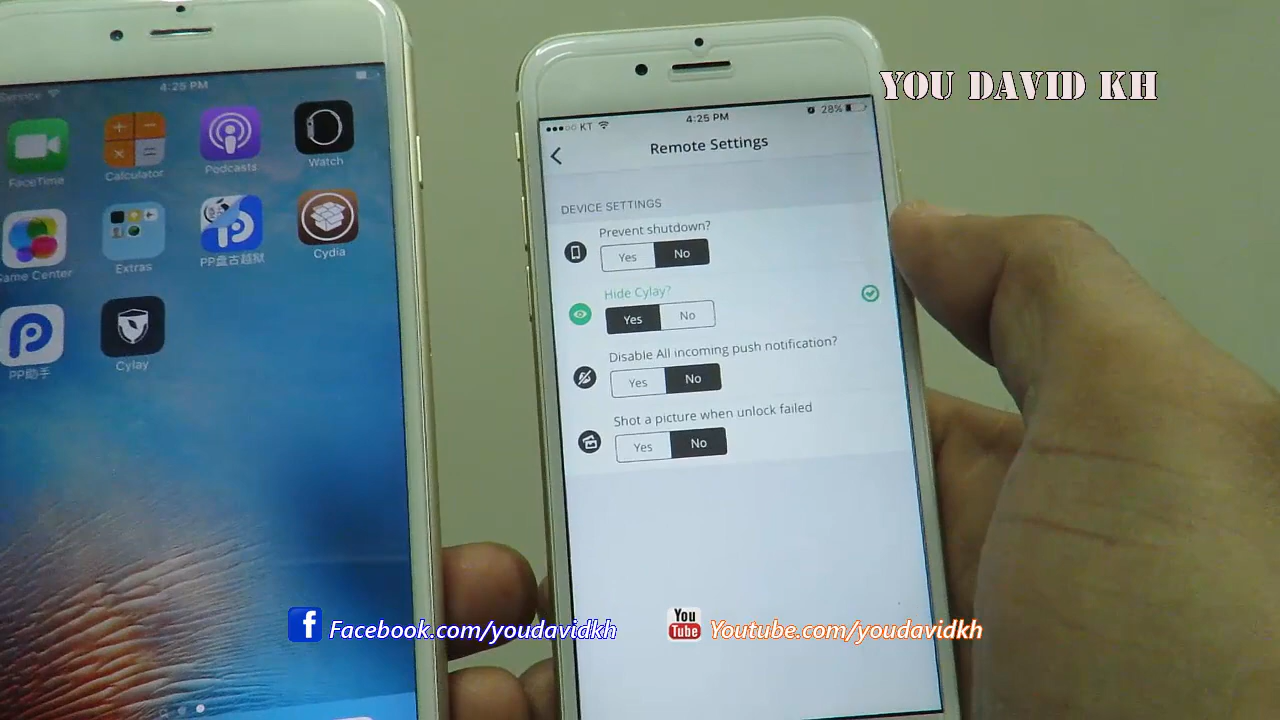 YOU DAVID KH
Service
4:25 PM
FaceTime
Calculator
Podcasts
Watch
Game Center
Extras
PP盘古越狱
Cydia
PP助手
Cylay
KT
4:25 PM
28%
Remote Settings
DEVICE SETTINGS
Prevent shutdown?
Yes No
Hide Cylay?
Yes No
Disable All incoming push notification?
Yes No
Shot a picture when unlock failed
Yes No
Facebook.com/youdavidkh
You Tube Youtube.com/youdavidkh